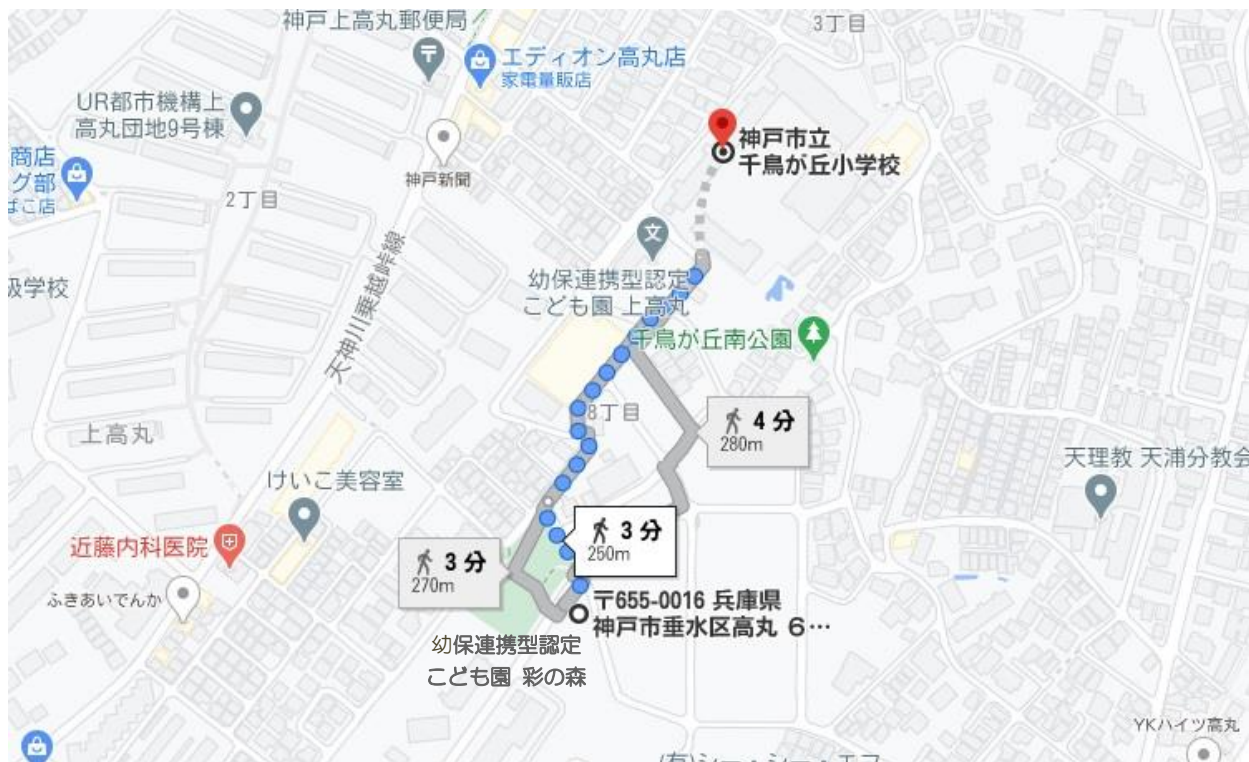 神戸上高丸郵便局
3丁目
エディオン高丸店
家電量販店
UR都市機構上
高丸団地9号棟
商店
グ部
ばこ店
神戸新聞
神戸市立
千鳥が丘小学校
2丁目
天神川乗越峠線
級学校
文
幼保連携型認定
こども園 上高丸
千鳥が丘南公園
8丁目
4 分
280m
上高丸
けいこ美容室
天理教 天浦分教会
近藤内科医院
3 分
250m
3 分
270m
ふきあいでんか
〒655-0016 兵庫県
神戸市垂水区高丸 6…
幼保連携型認定
こども園 彩の森
YKハイツ高丸